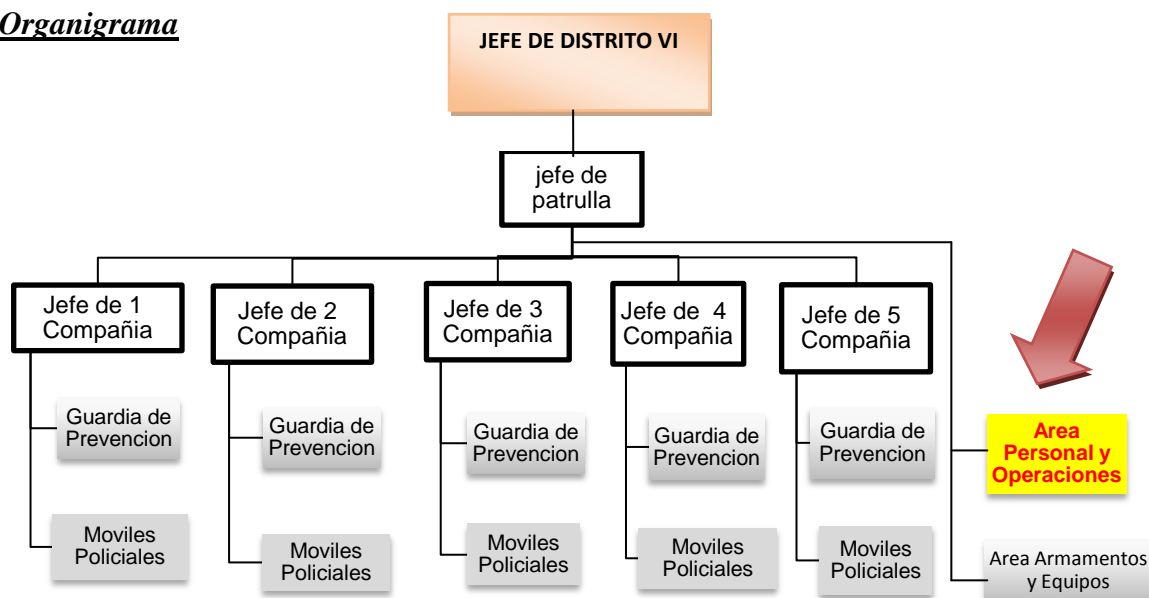 Organigrama
JEFE DE DISTRITO VI
jefe de
patrulla
Jefe de 1
Compañia
Jefe de 2
Compañia
Jefe de 3
Compañia
Jefe de  4
Compañia
Jefe de 5
Compañia
Guardia de
Prevencion
Guardia de
Prevencion
Guardia de
Prevencion
Guardia de
Prevencion
Guardia de
Prevencion
Area
Personal y
Operaciones
Moviles
Policiales
Moviles
Policiales
Moviles
Policiales
Moviles
Policiales
Moviles
Policiales
Area Armamentos
y Equipos